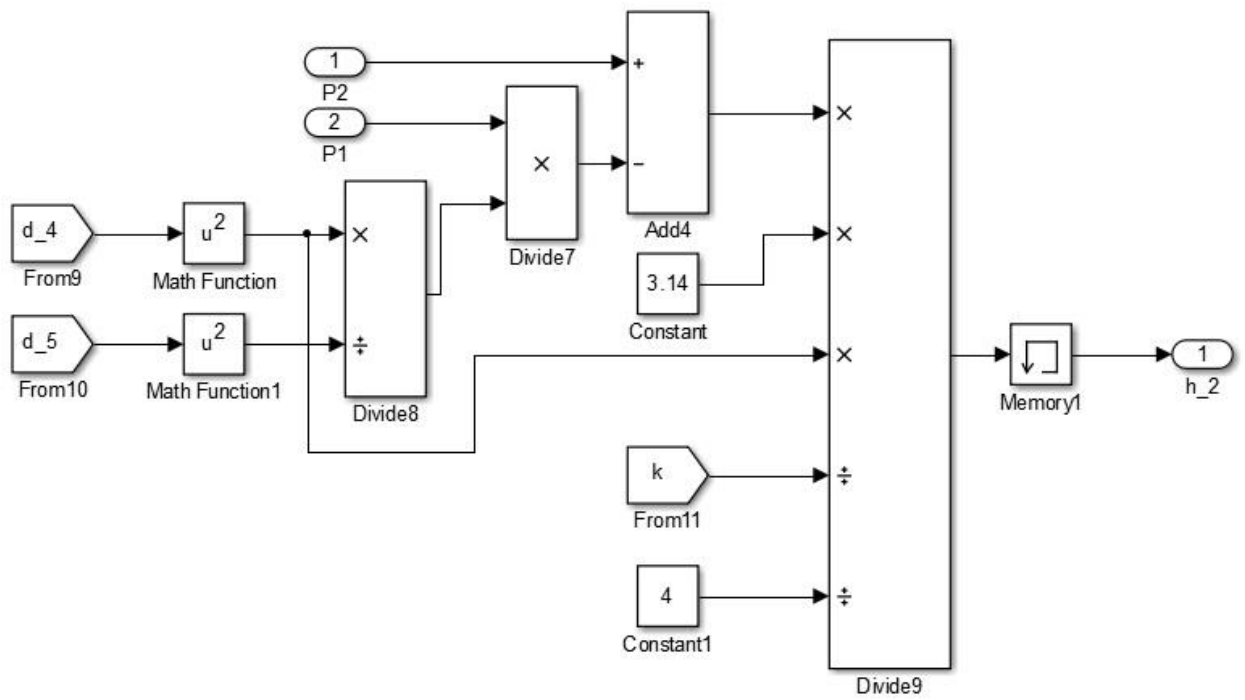 1
P2
2
P1
+
−
×
Add4
Divide7
d_4
From9
u²
Math Function
×
÷
Divide8
d_5
From10
u²
Math Function1
3.14
Constant
k
From11
4
Constant1
×
×
×
÷
÷
Divide9
Memory1
1
h_2